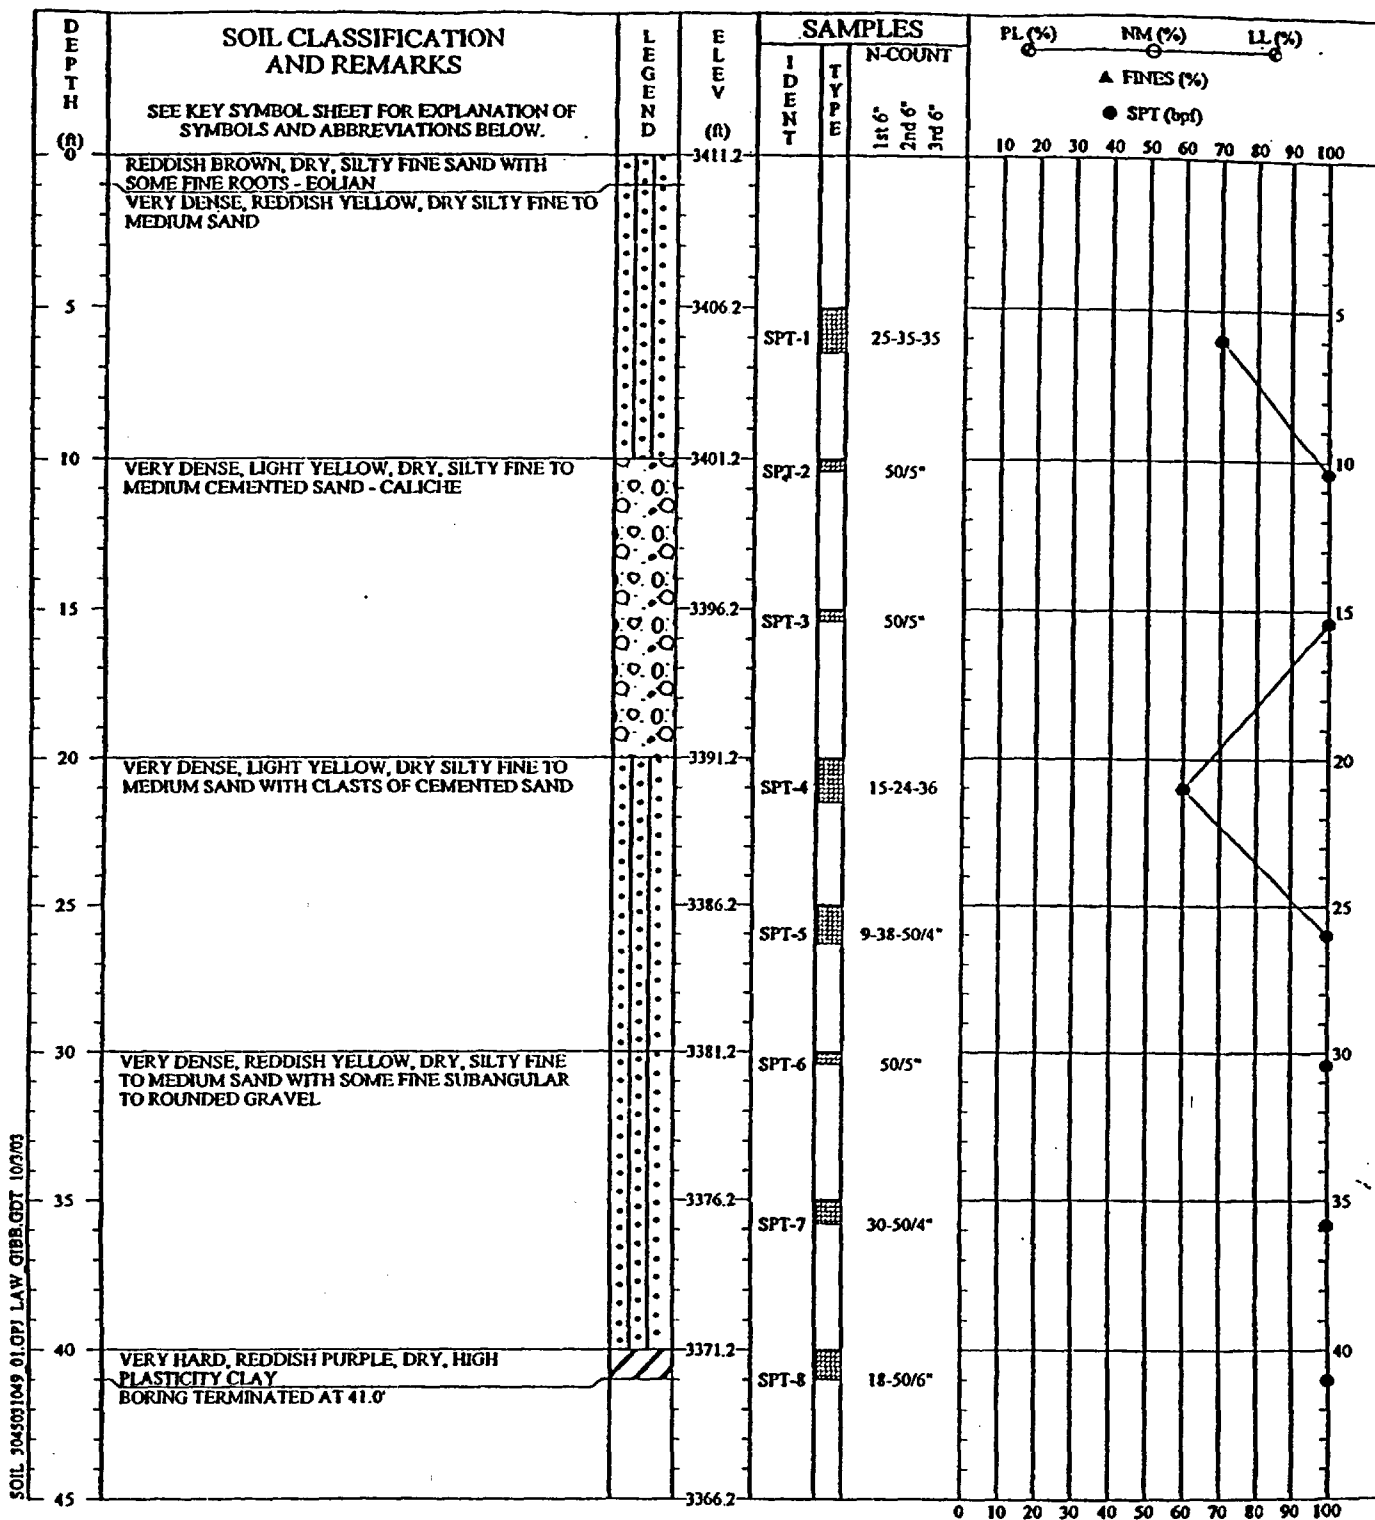 DEPTH (ft)
SOIL CLASSIFICATION
AND REMARKS
SEE KEY SYMBOL SHEET FOR EXPLANATION OF
SYMBOLS AND ABBREVIATIONS BELOW.
LEGEND
ELEV (ft)
SAMPLES
IDENT
TYPE
N-COUNT
1st 6"
2nd 6"
3rd 6"
PL (%) NM (%) LL (%)
▲ FINES (%)
● SPT (bpf)
10 20 30 40 50 60 70 80 90 100
0 3411.2
REDDISH BROWN, DRY, SILTY FINE SAND WITH
SOME FINE ROOTS - EOLIAN
VERY DENSE, REDDISH YELLOW, DRY SILTY FINE TO
MEDIUM SAND
5 3406.2 5
SPT-1 25-35-35
10 3401.2 10
VERY DENSE, LIGHT YELLOW, DRY, SILTY FINE TO
MEDIUM CEMENTED SAND - CALICHE
SPT-2 50/5"
15 3396.2 15
SPT-3 50/5"
20 3391.2 20
VERY DENSE, LIGHT YELLOW, DRY SILTY FINE TO
MEDIUM SAND WITH CLASTS OF CEMENTED SAND
SPT-4 15-24-36
25 3386.2 25
SPT-5 9-38-50/4"
30 3381.2 30
VERY DENSE, REDDISH YELLOW, DRY, SILTY FINE
TO MEDIUM SAND WITH SOME FINE SUBANGULAR
TO ROUNDED GRAVEL
SPT-6 50/5"
35 3376.2 35
SPT-7 30-50/4"
40 3371.2 40
VERY HARD, REDDISH PURPLE, DRY, HIGH
PLASTICITY CLAY
SPT-8 18-50/6"
BORING TERMINATED AT 41.0'
45 3366.2
0 10 20 30 40 50 60 70 80 90 100
SOIL 3045031049_01.GPJ LAW_GIBB.GDT 10/3/03